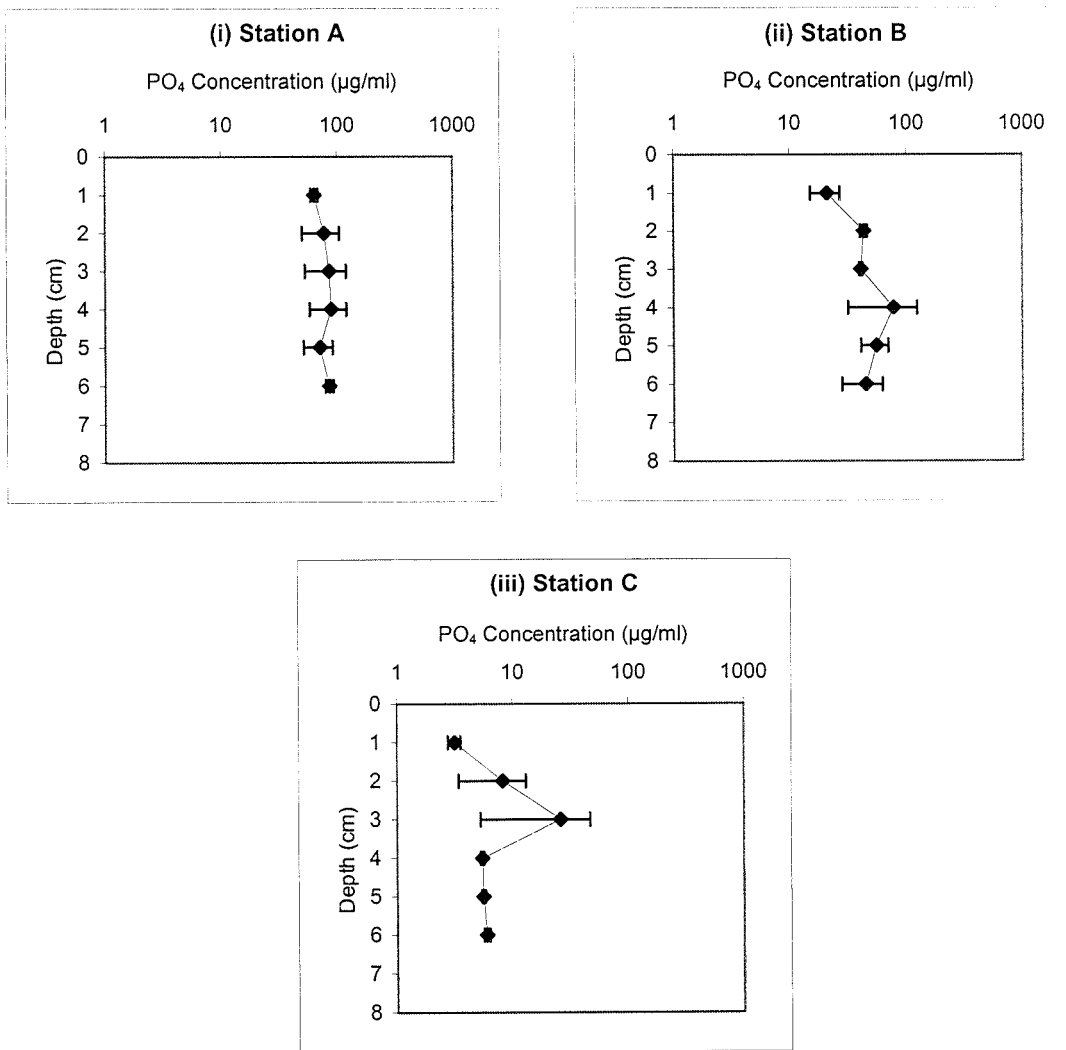 (i) Station A
PO₄ Concentration (µg/ml)
1 10 100 1000
0
1
2
3
4
5
6
7
8
Depth (cm)
(ii) Station B
PO₄ Concentration (µg/ml)
1 10 100 1000
0
1
2
3
4
5
6
7
8
Depth (cm)
(iii) Station C
PO₄ Concentration (µg/ml)
1 10 100 1000
0
1
2
3
4
5
6
7
8
Depth (cm)